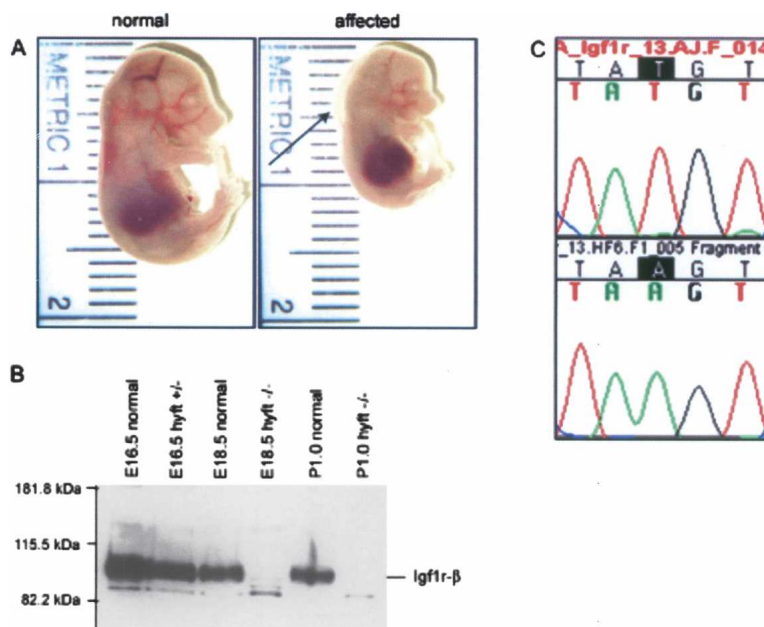 normal
affected
A
METRIC 1
2
METRIC 1
2
C
A_Igf1r_13.AJ.F_014
T A T G T
T A T G T
r_13.HF6.F1_005 Fragment
T A A G T
T A A G T
B
E16.5 normal
E16.5 hyft +/-
E18.5 normal
E18.5 hyft -/-
P1.0 normal
P1.0 hyft -/-
181.8 kDa
115.5 kDa
82.2 kDa
Igf1r-β